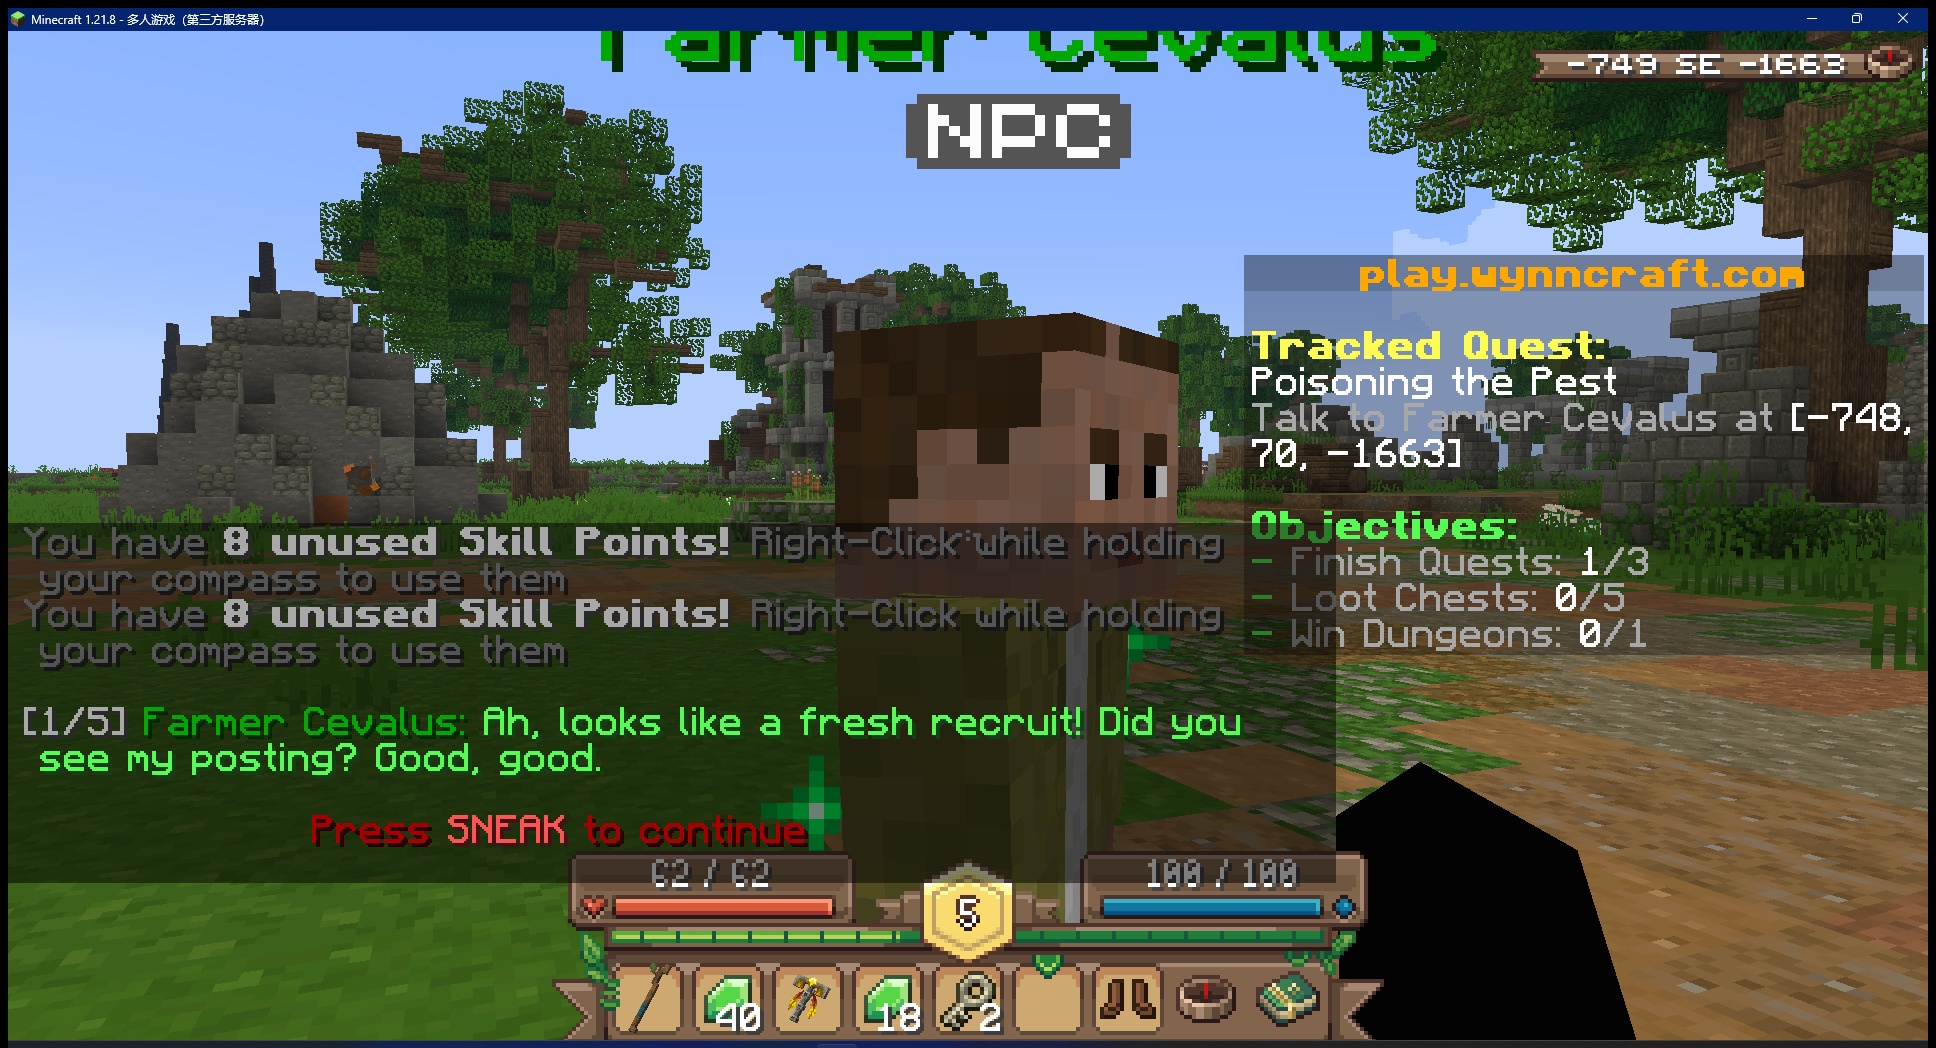 Minecraft 1.21.8 - 多人游戏（第三方服务器）
Farmer Cevalus
-749 SE -1663
NPC
play.wynncraft.com
Tracked Quest:
Poisoning the Pest
Talk to Farmer Cevalus at [-748,
70, -1663]
Objectives:
- Finish Quests: 1/3
- Loot Chests: 0/5
- Win Dungeons: 0/1
You have 8 unused Skill Points! Right-Click while holding
your compass to use them
You have 8 unused Skill Points! Right-Click while holding
your compass to use them
[1/5] Farmer Cevalus: Ah, looks like a fresh recruit! Did you
see my posting? Good, good.
Press SNEAK to continue
62 / 62
100 / 100
5
40
18
2